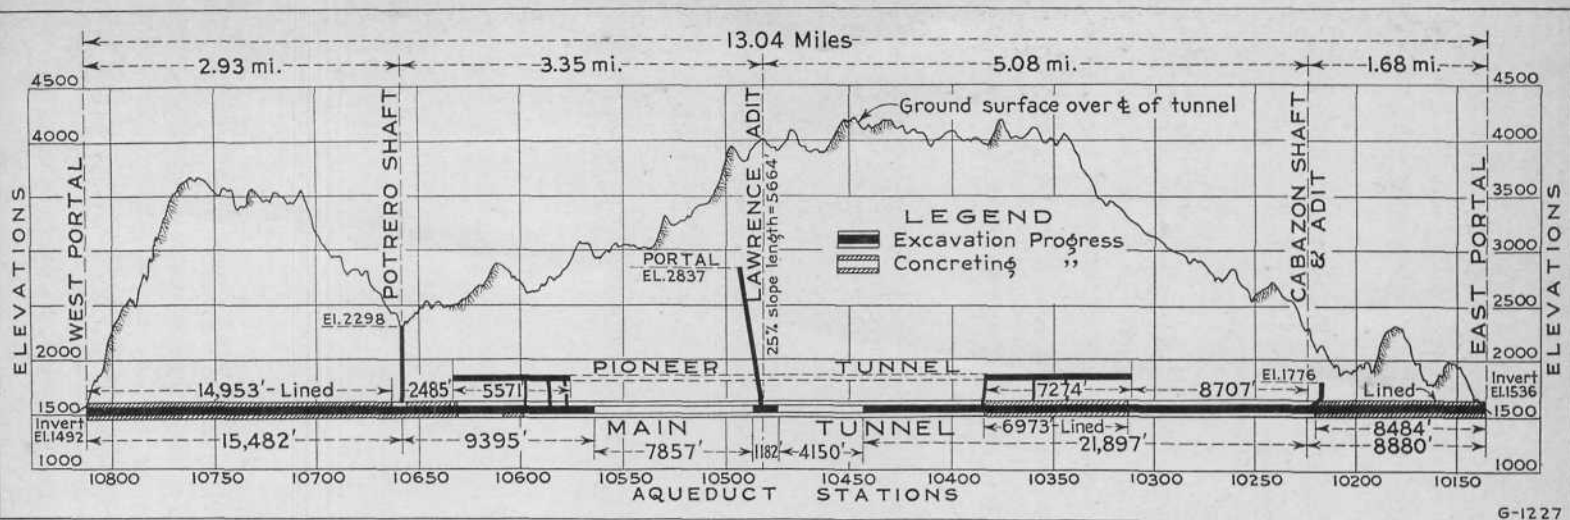 13.04 Miles
2.93 mi. 3.35 mi. 5.08 mi. 1.68 mi.
4500 4500
4000 4000
3500 3500
3000 3000
2500 2500
2000 2000
1500 1500
1000 1000
ELEVATIONS
WEST PORTAL
POTRERO SHAFT
LAWRENCE ADIT
25% slope length=5664'
CABAZON SHAFT
& ADIT
EAST PORTAL
ELEVATIONS
Ground surface over ℄ of tunnel
LEGEND
Excavation Progress
Concreting "
PORTAL
EL.2837
El.2298
El.1776
PIONEER TUNNEL
14,953'-Lined 2485' 5571' 7274' 8707' Lined
Invert
El.1492
Invert
El.1536
MAIN TUNNEL
6973'-Lined 8484'
15,482' 9395' 7857' 1182' 4150' 21,897' 8880'
10800 10750 10700 10650 10600 10550 10500 10450 10400 10350 10300 10250 10200 10150
AQUEDUCT STATIONS
G-1227